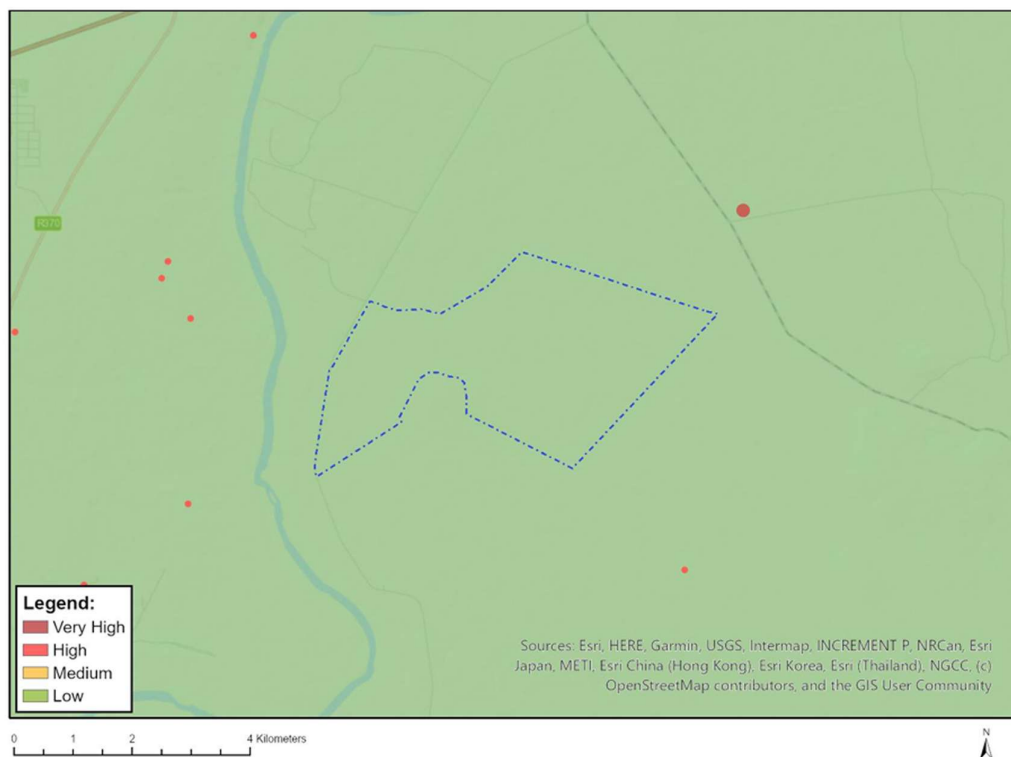 R370
Legend:
Very High
High
Medium
Low
Sources: Esri, HERE, Garmin, USGS, Intermap, INCREMENT P, NRCan, Esri
Japan, METI, Esri China (Hong Kong), Esri Korea, Esri (Thailand), NGCC, (c)
OpenStreetMap contributors, and the GIS User Community
0 1 2 4 Kilometers
N